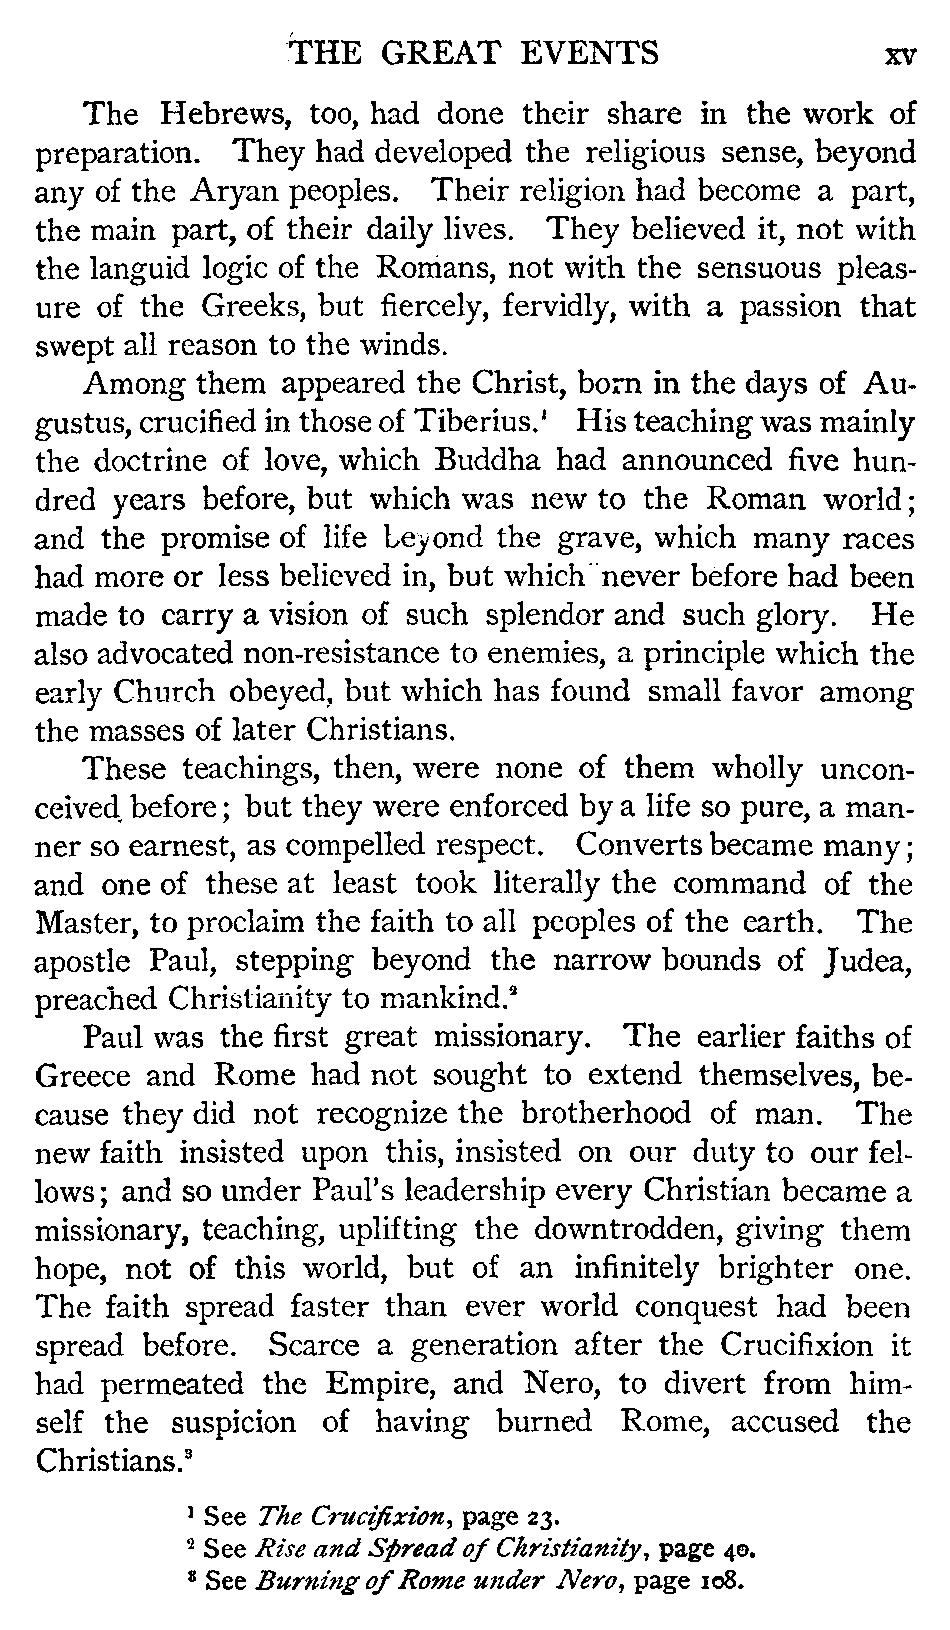 THE GREAT EVENTS xv
The Hebrews, too, had done their share in the work of
preparation. They had developed the religious sense, beyond
any of the Aryan peoples. Their religion had become a part,
the main part, of their daily lives. They believed it, not with
the languid logic of the Romans, not with the sensuous pleas-
ure of the Greeks, but fiercely, fervidly, with a passion that
swept all reason to the winds.
Among them appeared the Christ, born in the days of Au-
gustus, crucified in those of Tiberius.¹ His teaching was mainly
the doctrine of love, which Buddha had announced five hun-
dred years before, but which was new to the Roman world;
and the promise of life beyond the grave, which many races
had more or less believed in, but which never before had been
made to carry a vision of such splendor and such glory. He
also advocated non-resistance to enemies, a principle which the
early Church obeyed, but which has found small favor among
the masses of later Christians.
These teachings, then, were none of them wholly uncon-
ceived before; but they were enforced by a life so pure, a man-
ner so earnest, as compelled respect. Converts became many;
and one of these at least took literally the command of the
Master, to proclaim the faith to all peoples of the earth. The
apostle Paul, stepping beyond the narrow bounds of Judea,
preached Christianity to mankind.²
Paul was the first great missionary. The earlier faiths of
Greece and Rome had not sought to extend themselves, be-
cause they did not recognize the brotherhood of man. The
new faith insisted upon this, insisted on our duty to our fel-
lows; and so under Paul's leadership every Christian became a
missionary, teaching, uplifting the downtrodden, giving them
hope, not of this world, but of an infinitely brighter one.
The faith spread faster than ever world conquest had been
spread before. Scarce a generation after the Crucifixion it
had permeated the Empire, and Nero, to divert from him-
self the suspicion of having burned Rome, accused the
Christians.³
¹ See The Crucifixion, page 23.
² See Rise and Spread of Christianity, page 40.
³ See Burning of Rome under Nero, page 108.